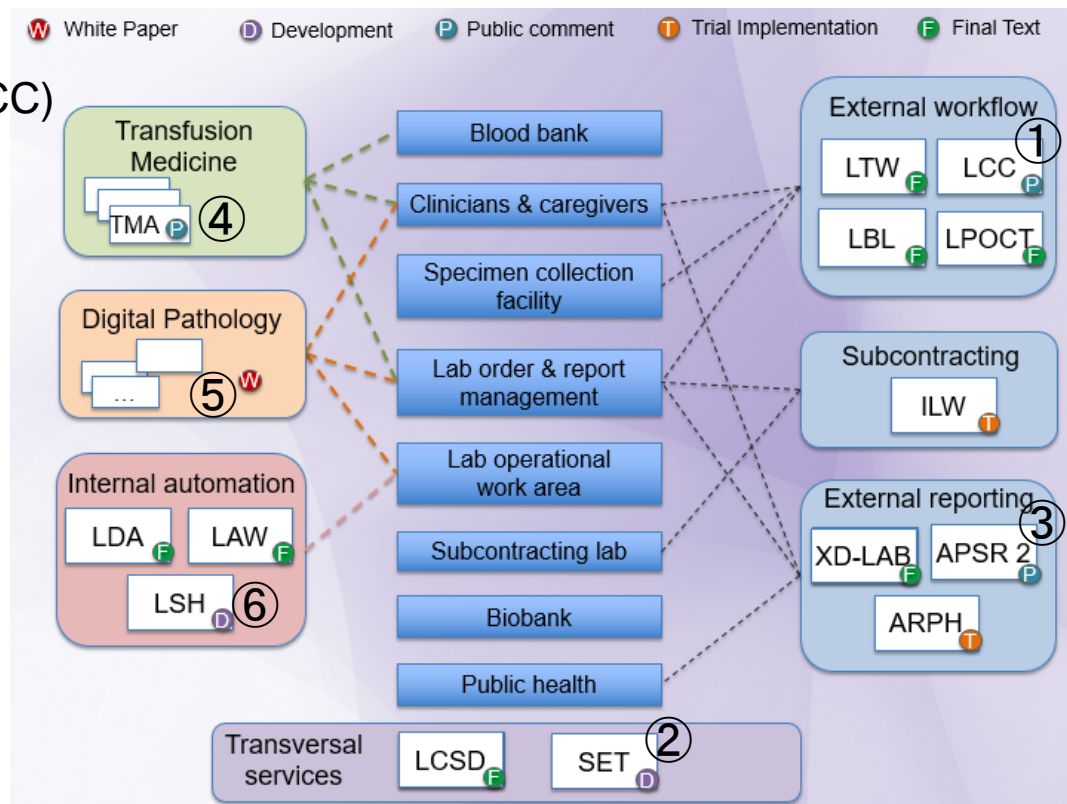 W White Paper
D Development
P Public comment
T Trial Implementation
F Final Text
CC)
Transfusion
Medicine
TMA P
④
Digital Pathology
...
⑤ W
Internal automation
LDA F
LAW F
LSH D
⑥
Blood bank
Clinicians & caregivers
Specimen collection
facility
Lab order & report
management
Lab operational
work area
Subcontracting lab
Biobank
Public health
External workflow
①
LTW F
LCC P
LBL F
LPOCT F
Subcontracting
ILW T
External reporting
③
XD-LAB F
APSR 2 P
ARPH T
Transversal
services
LCSD F
SET D
②